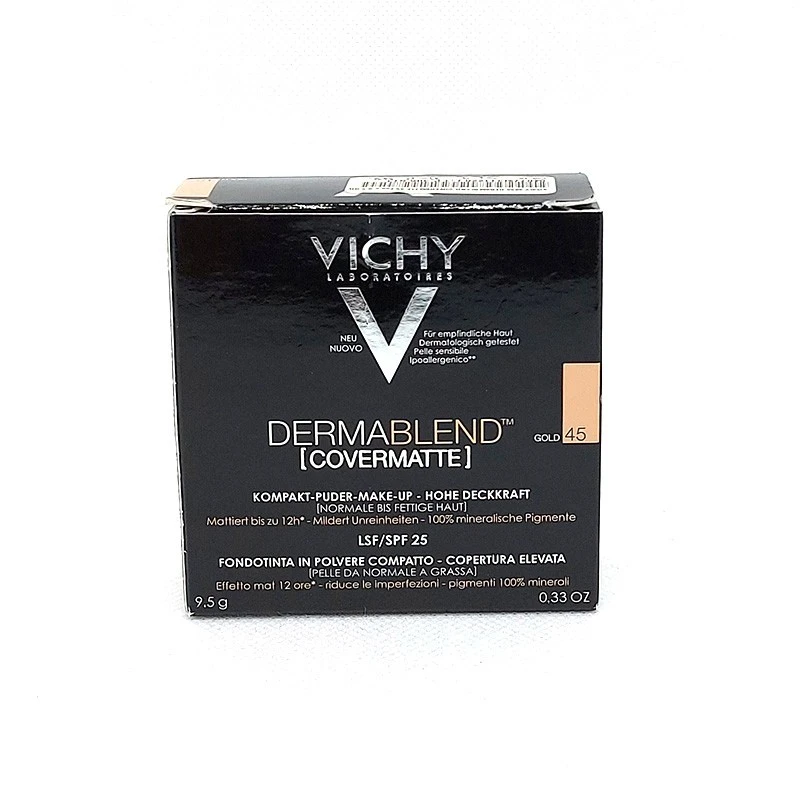 VICHY
LABORATOIRES
NEU
NUOVO
Für empfindliche Haut
Dermatologisch getestet
Pelle sensibile
Ipoallergenico**
DERMABLEND™
[COVERMATTE]
GOLD 45
KOMPAKT-PUDER-MAKE-UP - HOHE DECKKRAFT
(NORMALE BIS FETTIGE HAUT)
Mattiert bis zu 12h* - Mildert Unreinheiten - 100% mineralische Pigmente
LSF/SPF 25
FONDOTINTA IN POLVERE COMPATTO - COPERTURA ELEVATA
(PELLE DA NORMALE A GRASSA)
Effetto mat 12 ore* - riduce le imperfezioni - pigmenti 100% minerali
9.5 g
0,33 OZ